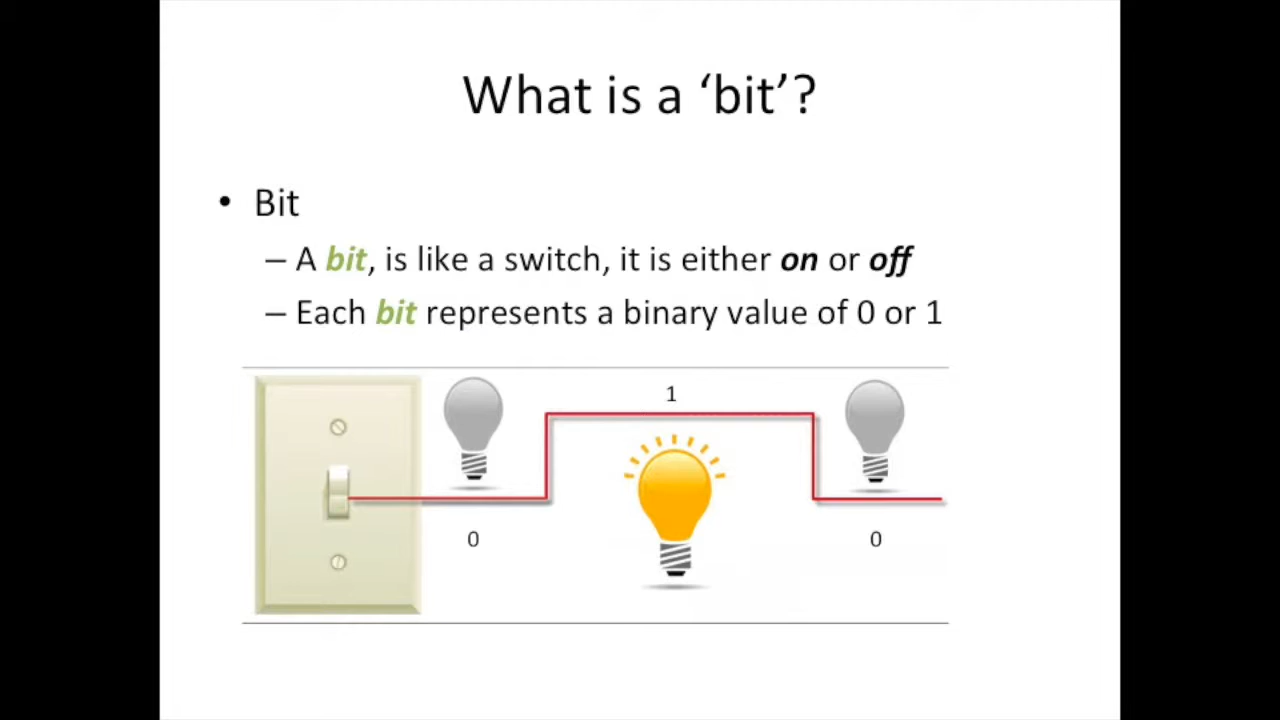 What is a ‘bit’?
• Bit
– A bit, is like a switch, it is either on or off
– Each bit represents a binary value of 0 or 1
1
0
0